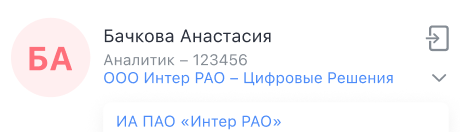 БА
Бачкова Анастасия
Аналитик – 123456
ООО Интер РАО – Цифровые Решения
ИА ПАО «Интер РАО»